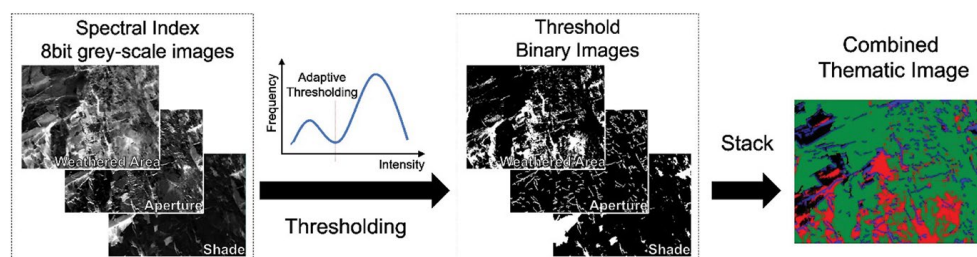 Spectral Index
8bit grey-scale images
Weathered Area
Aperture
Shade
Frequency
Adaptive
Thresholding
Intensity
Thresholding
Threshold
Binary Images
Weathered Area
Aperture
Shade
Stack
Combined
Thematic Image